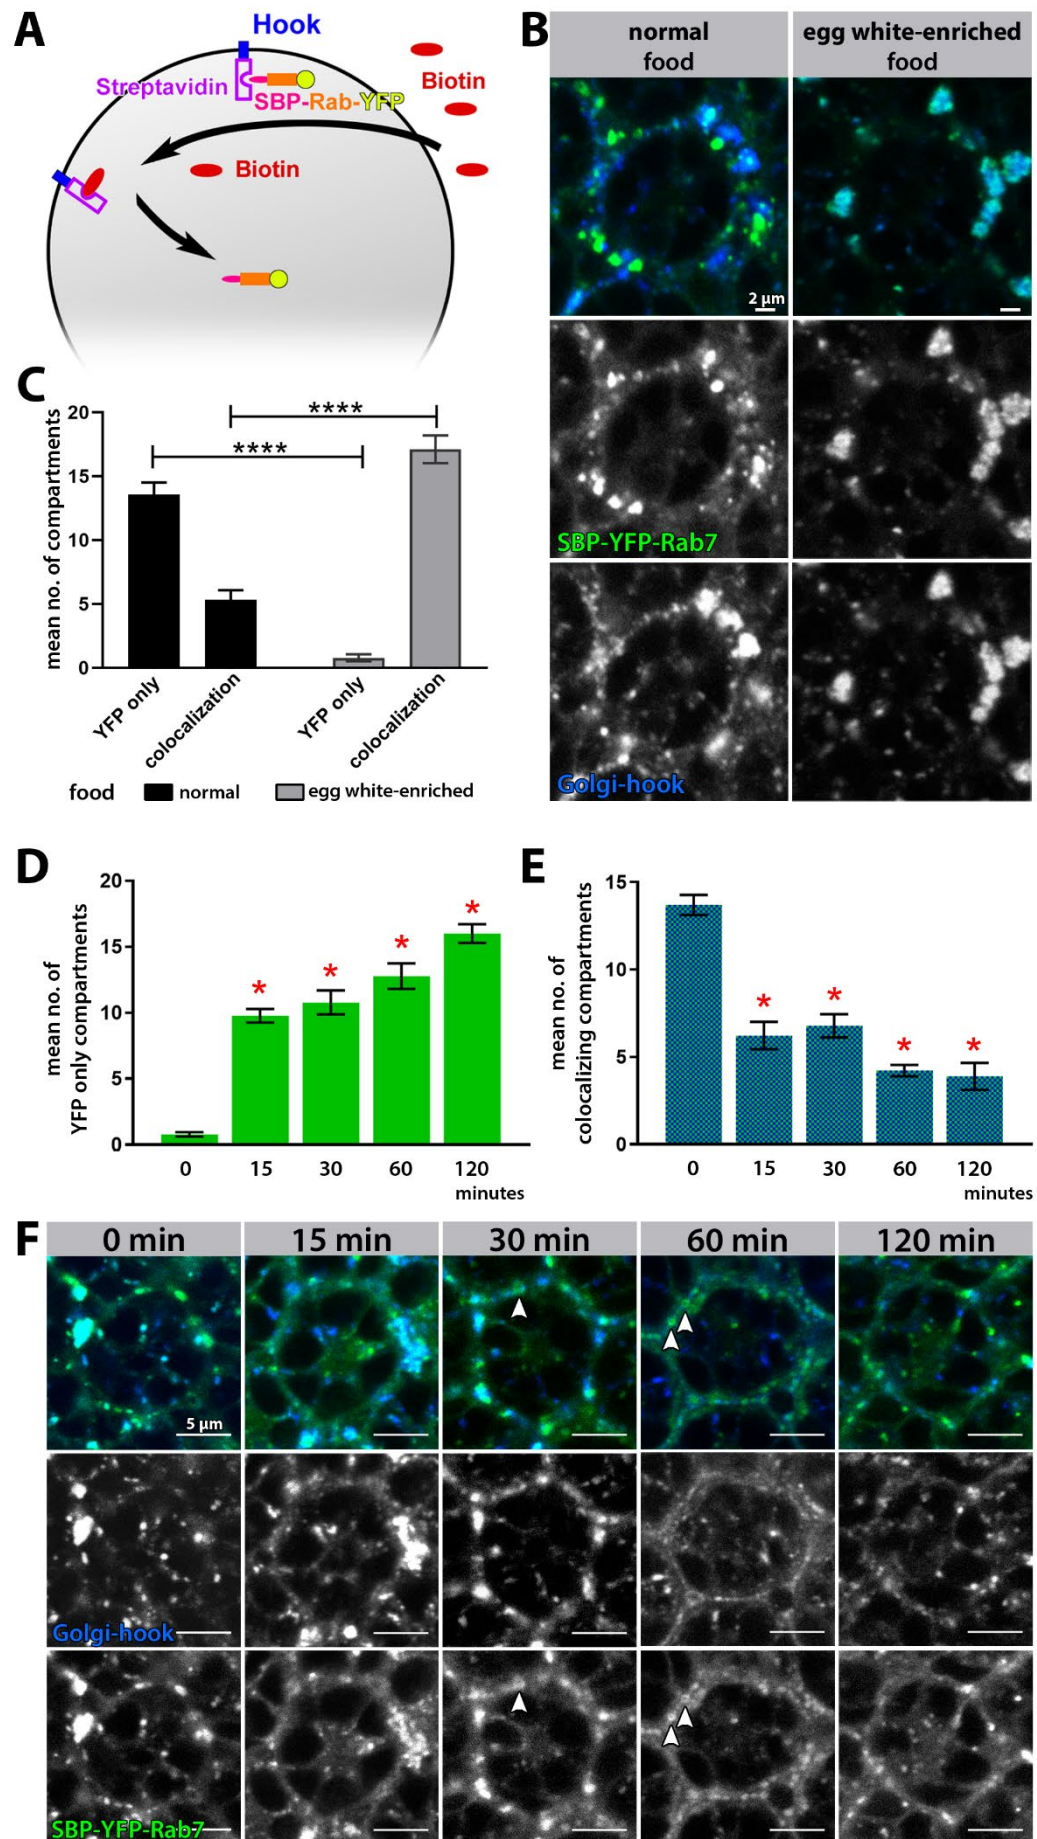 A
Hook
Biotin
Streptavidin
SBP-Rab-YFP
Biotin
B
normal
food
egg white-enriched
food
2 µm
SBP-YFP-Rab7
Golgi-hook
C
mean no. of compartments
20
15
10
5
0
****
****
YFP only
colocalization
YFP only
colocalization
food
normal
egg white-enriched
D
mean no. of
YFP only compartments
20
15
10
5
0
*
*
*
*
0
15
30
60
120
minutes
E
mean no. of
colocalizing compartments
15
10
5
0
*
*
*
*
0
15
30
60
120
minutes
F
0 min
15 min
30 min
60 min
120 min
5 µm
Golgi-hook
SBP-YFP-Rab7